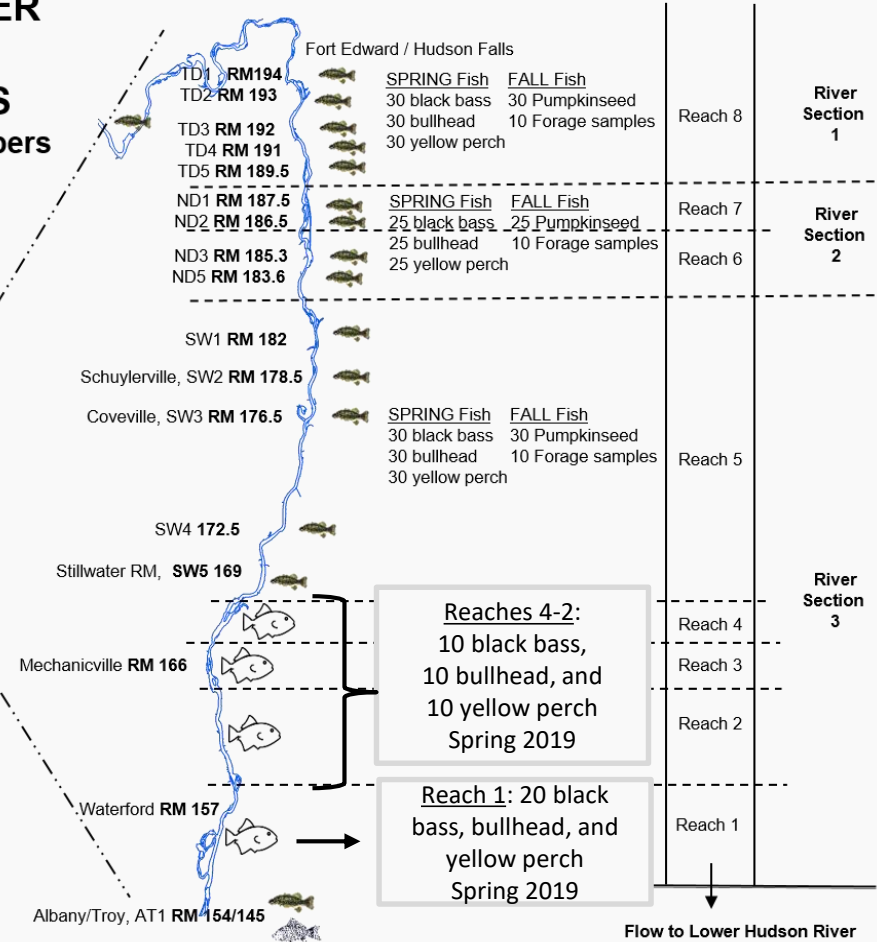 ER
S
bers
Fort Edward / Hudson Falls
TD1 RM194
TD2 RM 193
TD3 RM 192
TD4 RM 191
TD5 RM 189.5
SPRING Fish
30 black bass
30 bullhead
30 yellow perch
FALL Fish
30 Pumpkinseed
10 Forage samples
Reach 8
River
Section
1
ND1 RM 187.5
ND2 RM 186.5
ND3 RM 185.3
ND5 RM 183.6
SPRING Fish
25 black bass
25 bullhead
25 yellow perch
FALL Fish
25 Pumpkinseed
10 Forage samples
Reach 7
Reach 6
River
Section
2
SW1 RM 182
Schuylerville, SW2 RM 178.5
Coveville, SW3 RM 176.5
SPRING Fish
30 black bass
30 bullhead
30 yellow perch
FALL Fish
30 Pumpkinseed
10 Forage samples
Reach 5
SW4 172.5
Stillwater RM, SW5 169
Reaches 4-2:
10 black bass,
10 bullhead, and
10 yellow perch
Spring 2019
Reach 4
Reach 3
Reach 2
River
Section
3
Mechanicville RM 166
Waterford RM 157
Reach 1: 20 black
bass, bullhead, and
yellow perch
Spring 2019
Reach 1
Albany/Troy, AT1 RM 154/145
Flow to Lower Hudson River